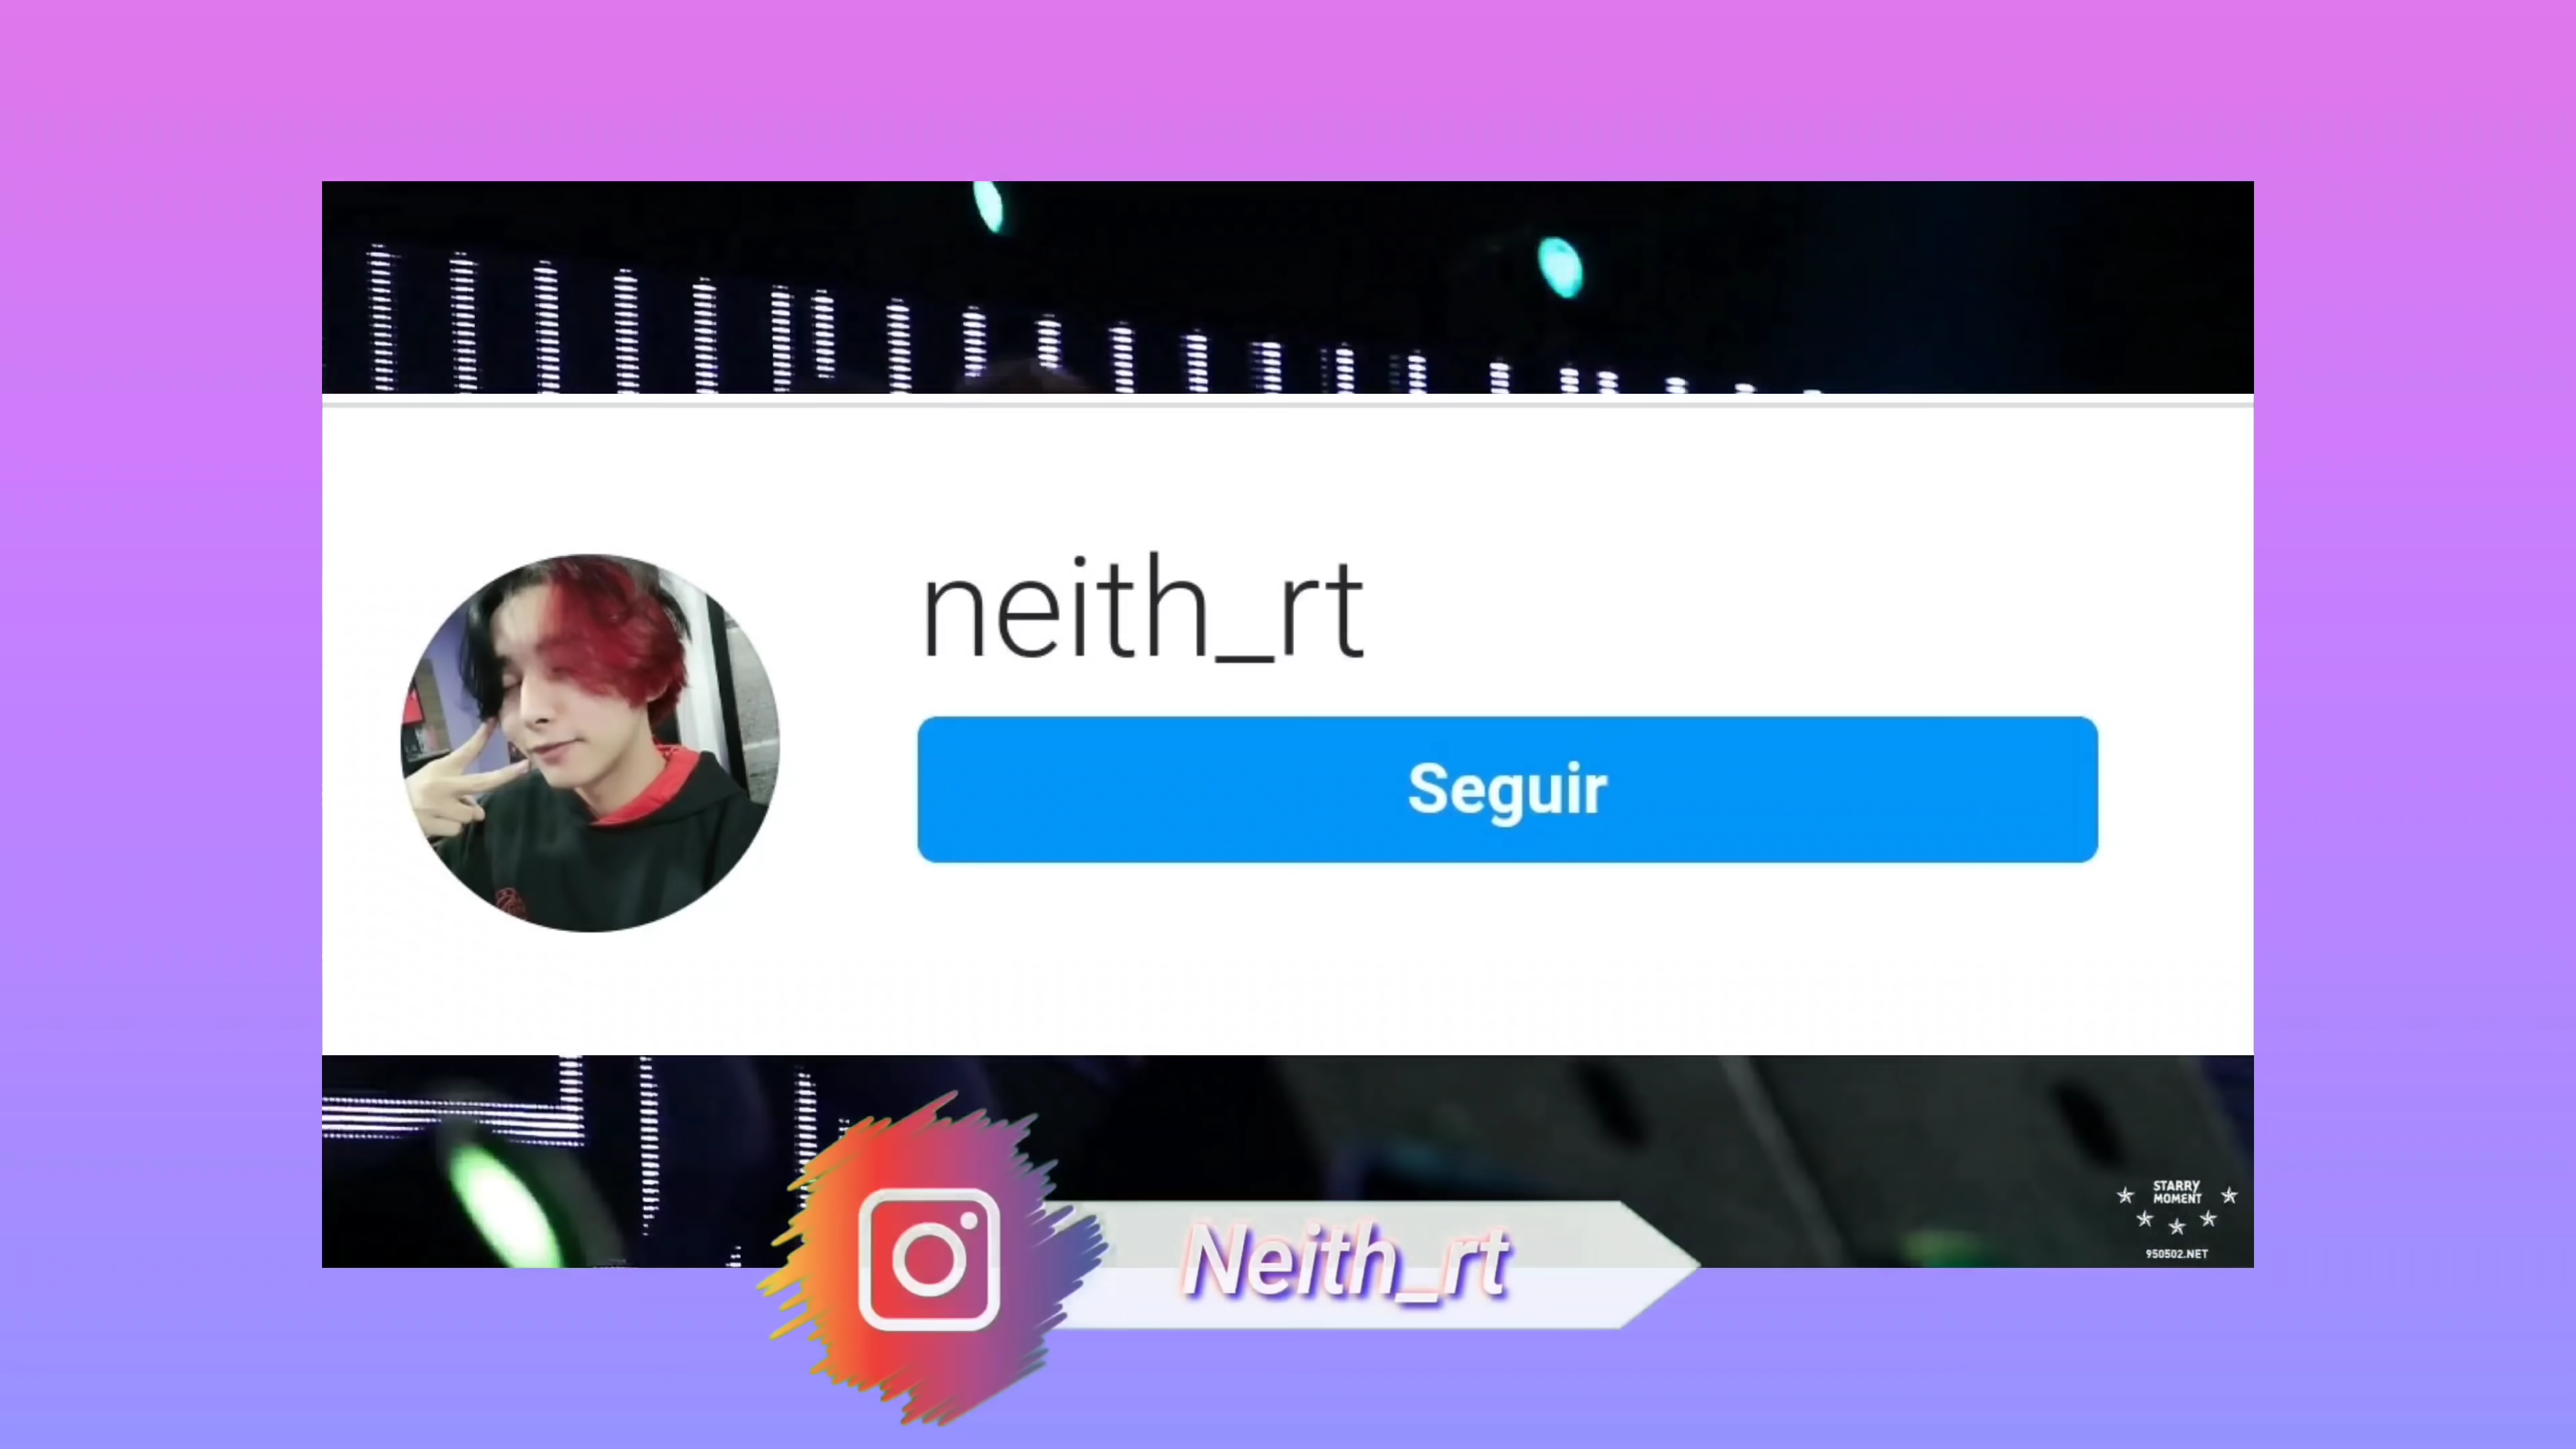 neith_rt
Seguir
Neith_rt
STARRY
MOMENT
950502.NET